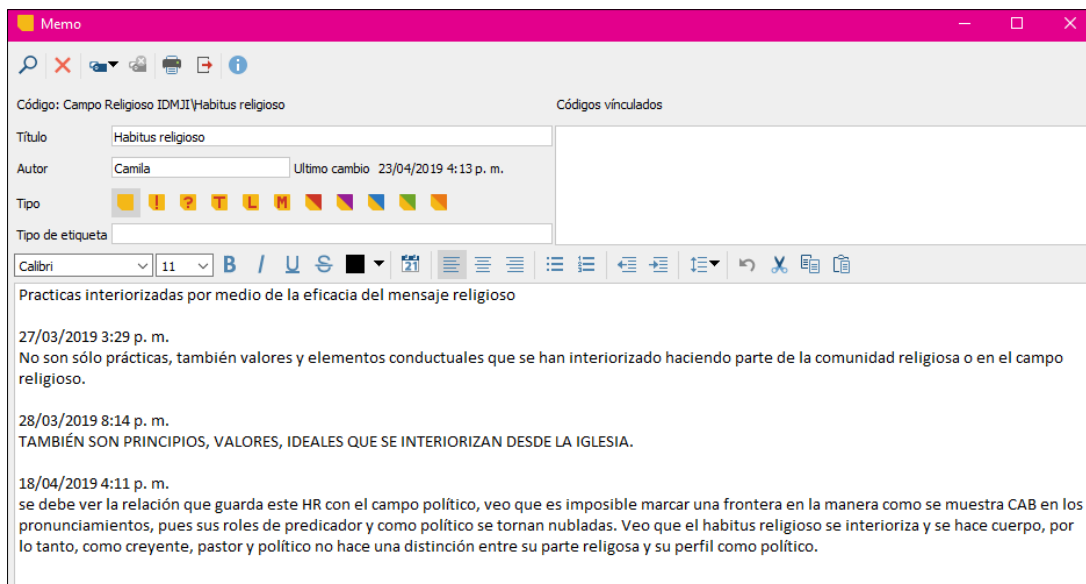 Memo
Código: Campo Religioso IDMJI\Habitus religioso
Códigos vínculados
Título
Habitus religioso
Autor
Camila
Ultimo cambio 23/04/2019 4:13 p. m.
Tipo
! ? T L M
Tipo de etiqueta
Calibri 11 B I U S 21
Practicas interiorizadas por medio de la eficacia del mensaje religioso
27/03/2019 3:29 p. m.
No son sólo prácticas, también valores y elementos conductuales que se han interiorizado haciendo parte de la comunidad religiosa o en el campo
religioso.
28/03/2019 8:14 p. m.
TAMBIÉN SON PRINCIPIOS, VALORES, IDEALES QUE SE INTERIORIZAN DESDE LA IGLESIA.
18/04/2019 4:11 p. m.
se debe ver la relación que guarda este HR con el campo político, veo que es imposible marcar una frontera en la manera como se muestra CAB en los
pronunciamientos, pues sus roles de predicador y como político se tornan nubladas. Veo que el habitus religioso se interioriza y se hace cuerpo, por
lo tanto, como creyente, pastor y político no hace una distinción entre su parte religosa y su perfil como político.